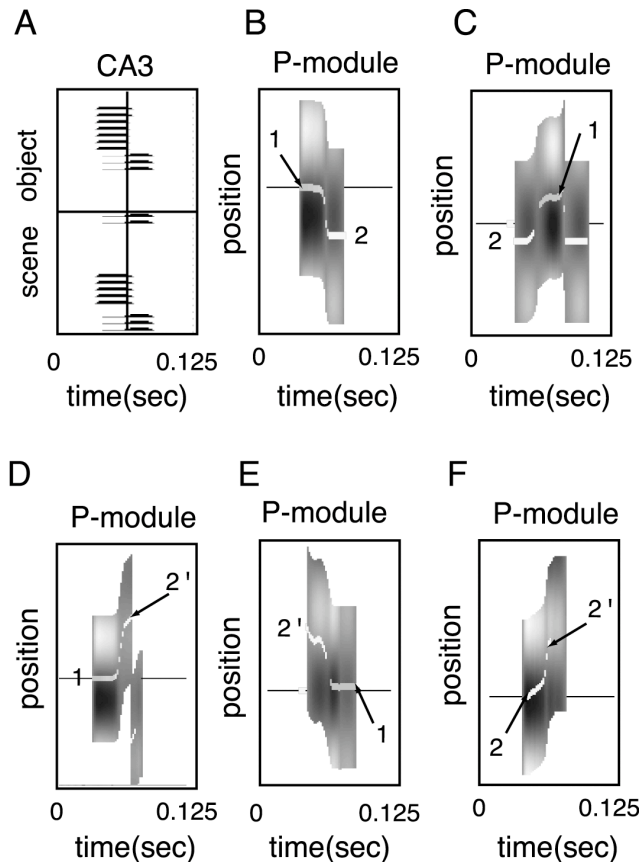 A
CA3
object
scene
0
0.125
time(sec)
B
P-module
position
1
2
0
0.125
time(sec)
C
P-module
position
1
2
0
0.125
time(sec)
D
P-module
position
1
2'
0
0.125
time(sec)
E
P-module
position
2'
1
0
0.125
time(sec)
F
P-module
position
2'
2
0
0.125
time(sec)